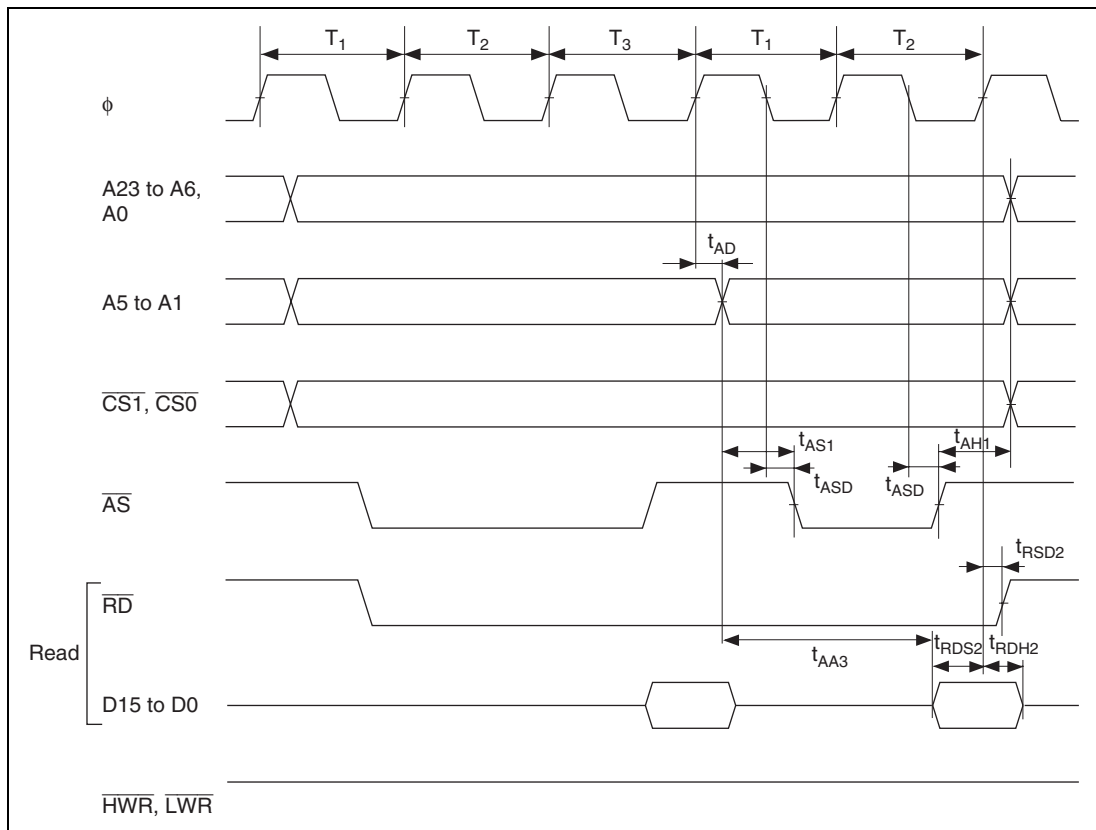 T1 T2 T3 T1 T2
ϕ
A23 to A6,
A0
tAD
A5 to A1
CS1, CS0
tAS1 tAH1
tASD tASD
AS
tRSD2
RD
Read
tAA3 tRDS2 tRDH2
D15 to D0
HWR, LWR